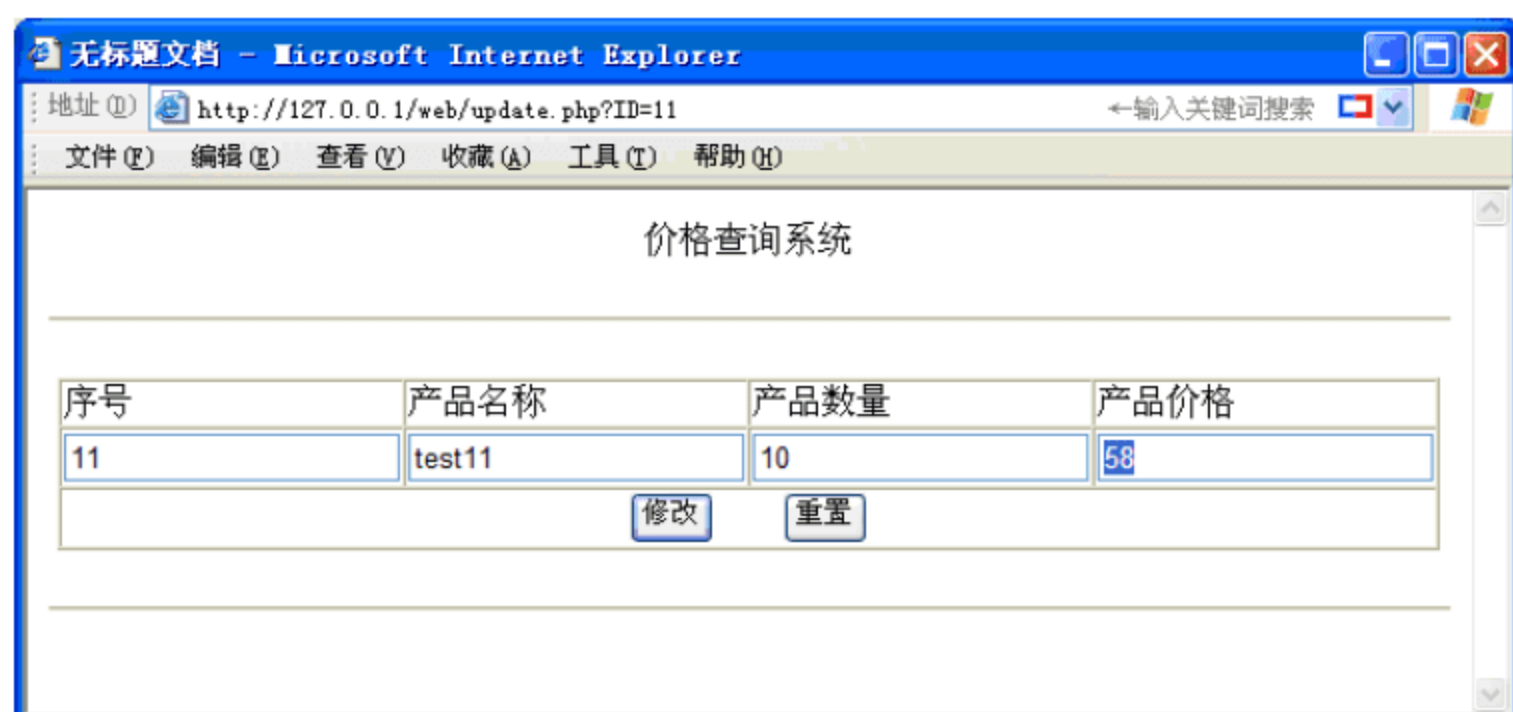 无标题文档 - Microsoft Internet Explorer
地址(D) http://127.0.0.1/web/update.php?ID=11 ←输入关键词搜索
文件(F) 编辑(E) 查看(V) 收藏(A) 工具(T) 帮助(H)
价格查询系统
序号 产品名称 产品数量 产品价格
11 test11 10 58
修改 重置